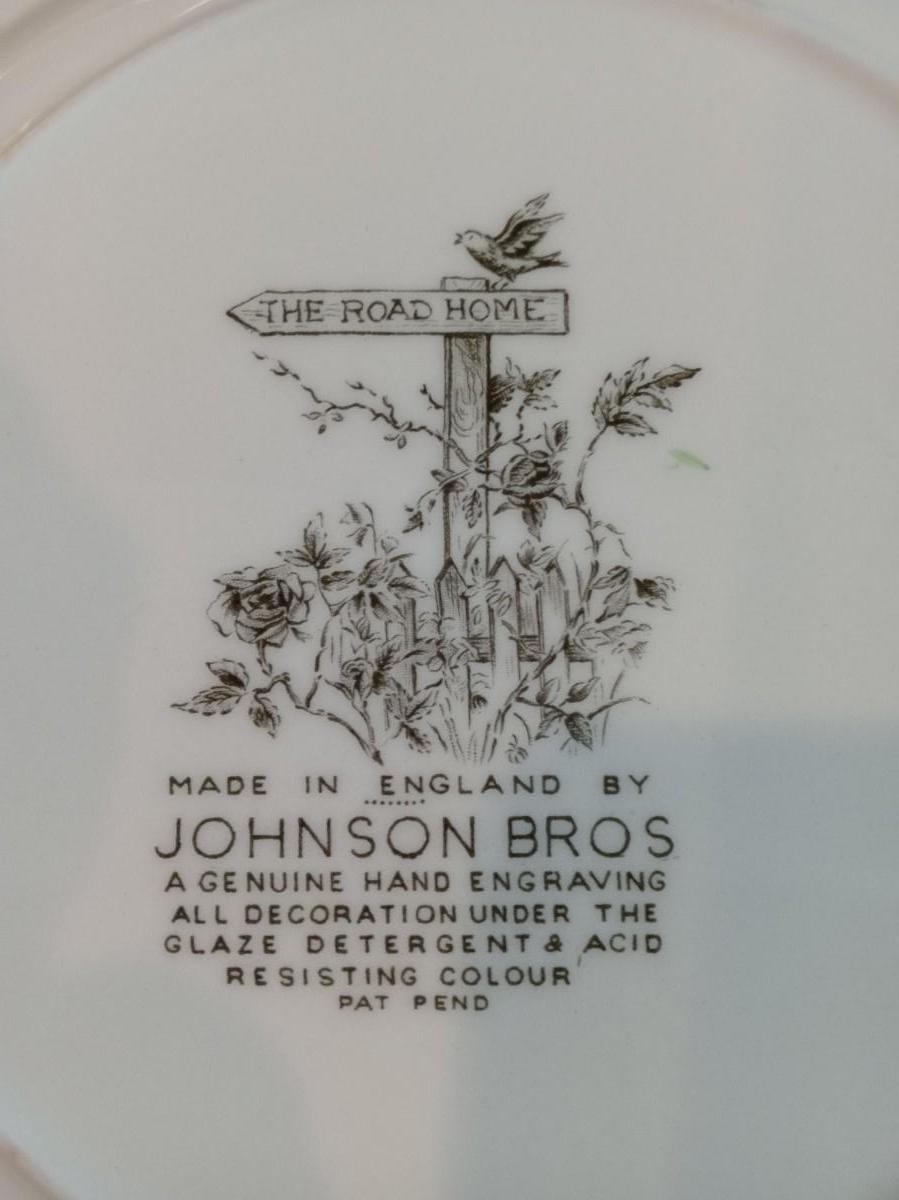 THE ROAD HOME
MADE IN ENGLAND BY
JOHNSON BROS
A GENUINE HAND ENGRAVING
ALL DECORATION UNDER THE
GLAZE DETERGENT & ACID
RESISTING COLOUR
PAT PEND